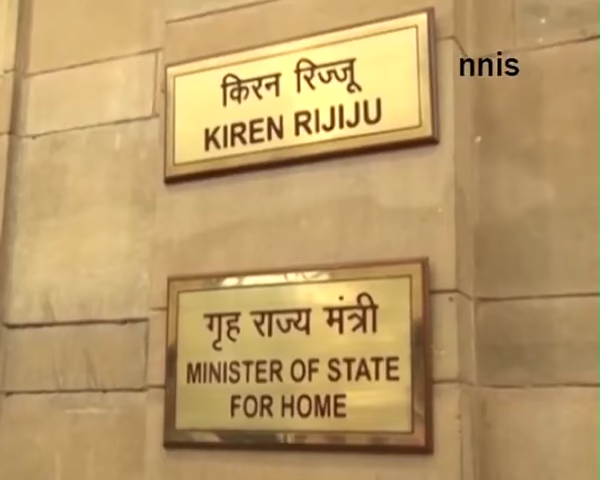 किरन रिज्जू
KIREN RIJIJU
nnis
गृह राज्य मंत्री
MINISTER OF STATE
FOR HOME